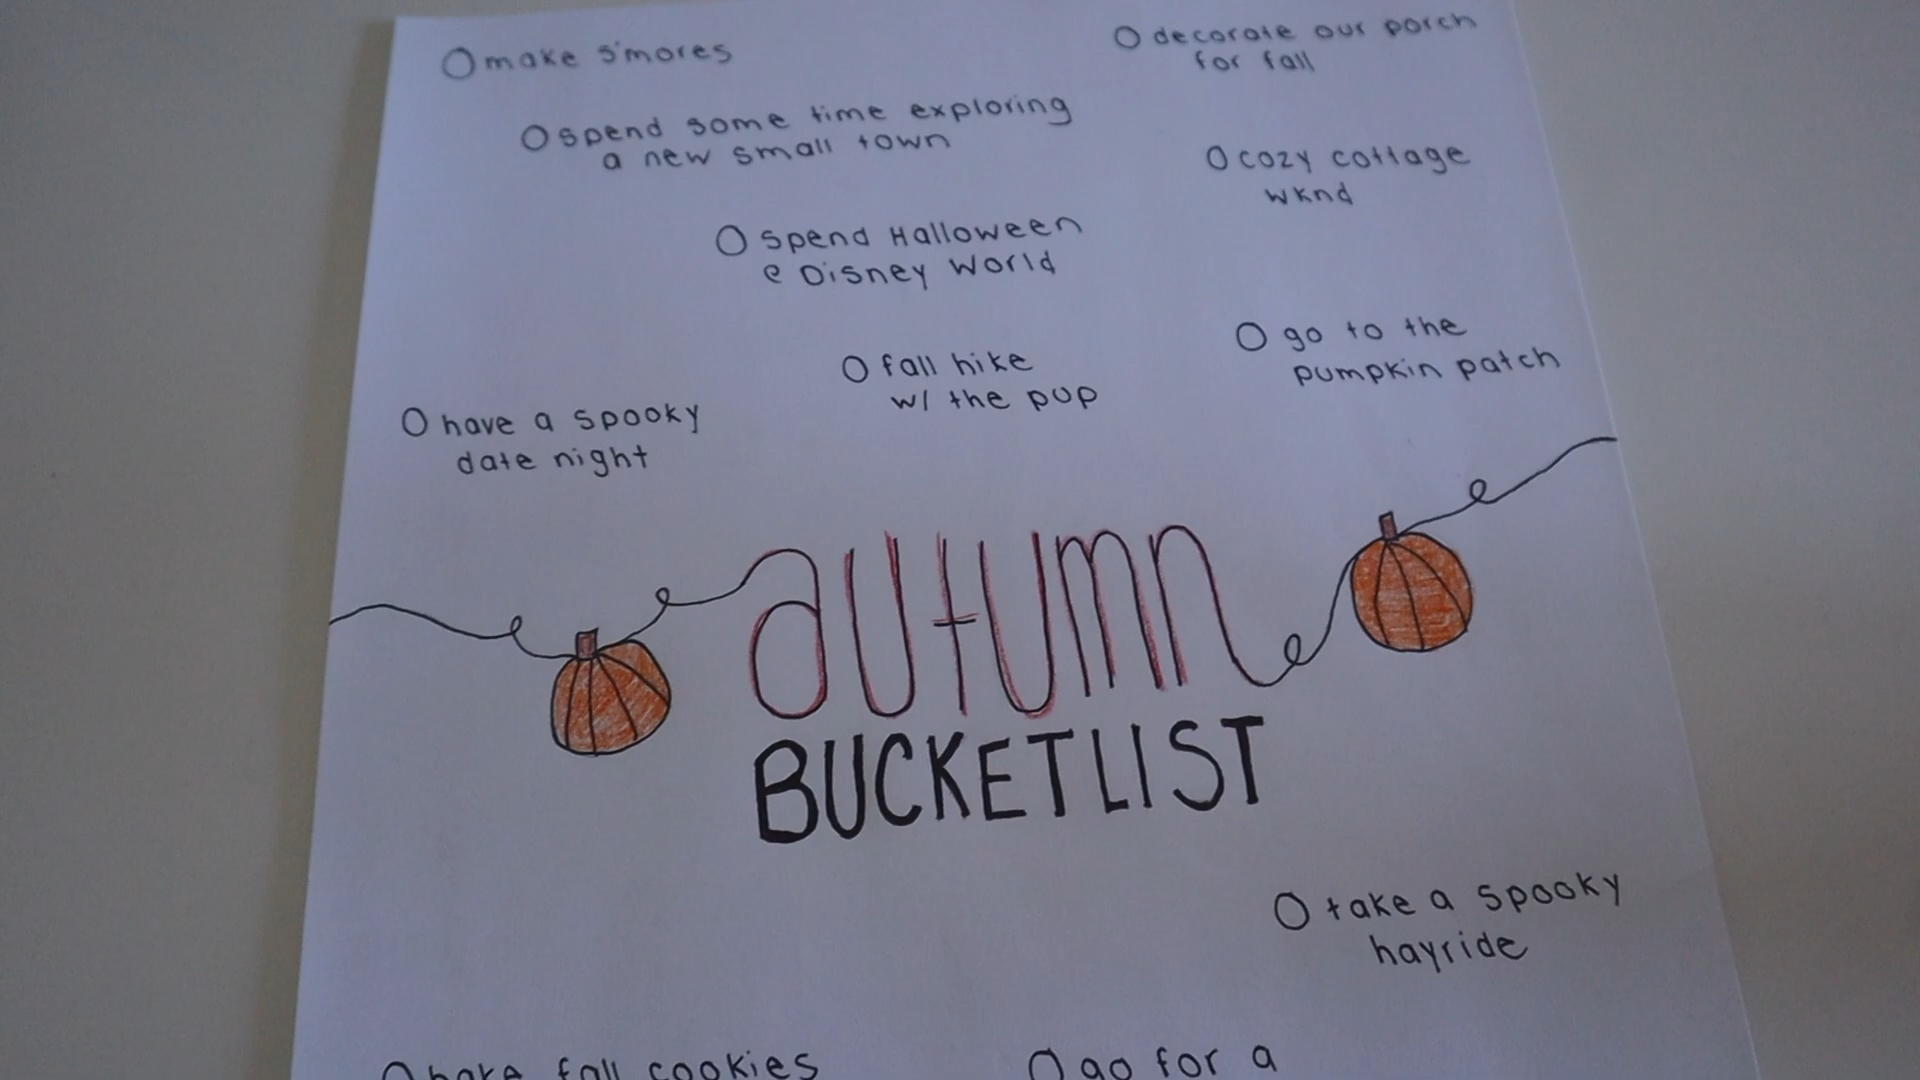 make s'mores
decorate our porch
for fall
spend some time exploring
a new small town
cozy cottage
wknd
spend Halloween
@ Disney World
go to the
pumpkin patch
fall hike
w/ the pup
have a spooky
date night
autumn
BUCKETLIST
take a spooky
hayride
bake fall cookies
go for a